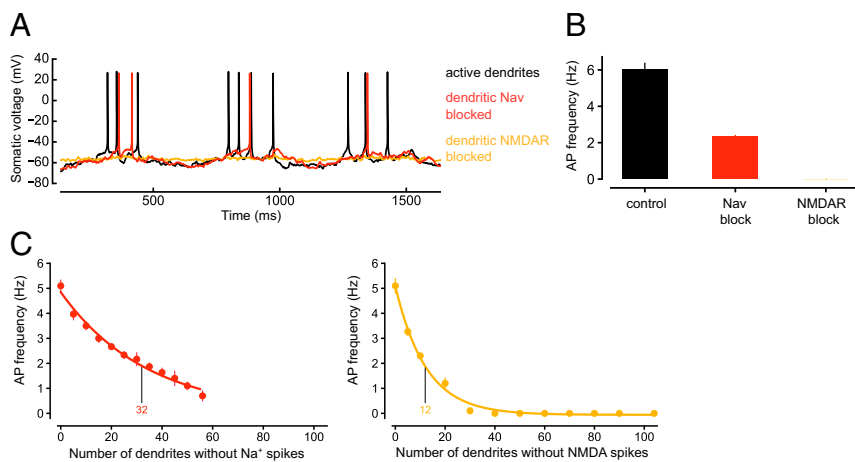 A
Somatic voltage (mV)
40
20
0
−20
−40
−60
−80
500
1000
1500
Time (ms)
active dendrites
dendritic Nav
blocked
dendritic NMDAR
blocked
B
AP frequency (Hz)
6
4
2
0
control
Nav
block
NMDAR
block
C
AP frequency (Hz)
6
5
4
3
2
1
0
32
0
20
40
60
80
100
Number of dendrites without Na⁺ spikes
AP frequency (Hz)
6
5
4
3
2
1
0
12
0
20
40
60
80
100
Number of dendrites without NMDA spikes